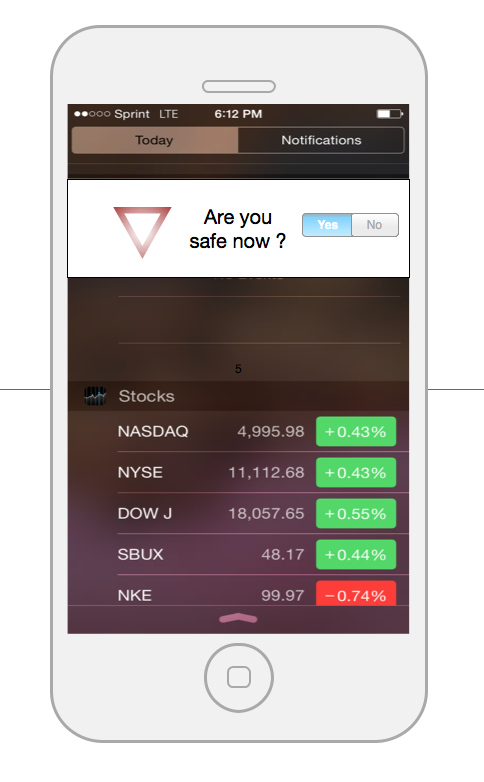 ●●○○○ Sprint LTE 6:12 PM
Today Notifications
Are you
safe now ?
Yes No
5
Stocks
NASDAQ 4,995.98 +0.43%
NYSE 11,112.68 +0.43%
DOW J 18,057.65 +0.55%
SBUX 48.17 +0.44%
NKE 99.97 −0.74%